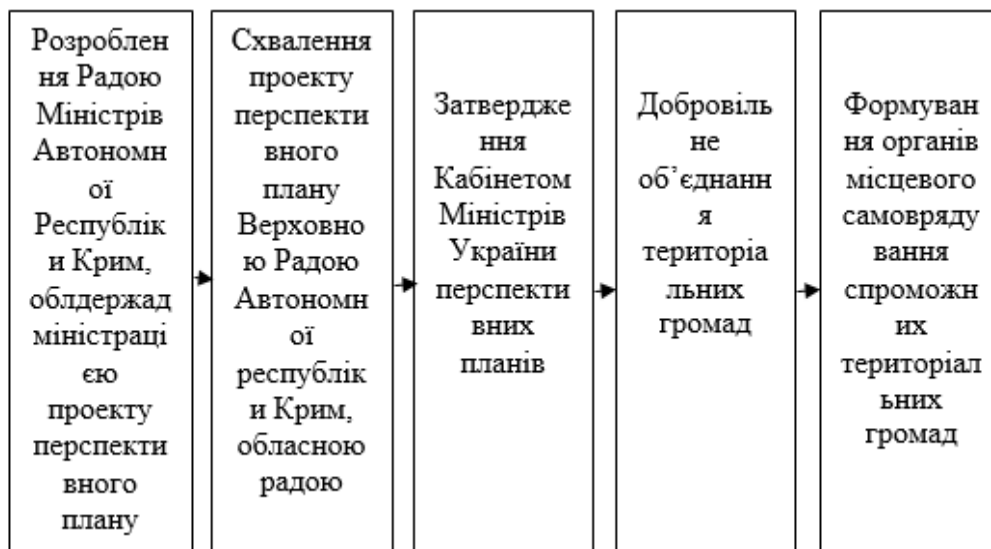 Розроблен
ня Радою
Міністрів
Автономн
ої
Республік
и Крим,
облдержад
міністраці
єю
проекту
перспекти
вного
плану
Схвалення
проекту
перспекти
вного
плану
Верховно
ю Радою
Автономн
ої
республік
и Крим,
обласною
радою
Затвердже
ння
Кабінетом
Міністрів
України
перспекти
вних
планів
Добровіль
не
об’єднанн
я
територіа
льних
громад
Формуван
ня органів
місцевого
самовряду
вання
спроможн
их
територіал
ьних
громад